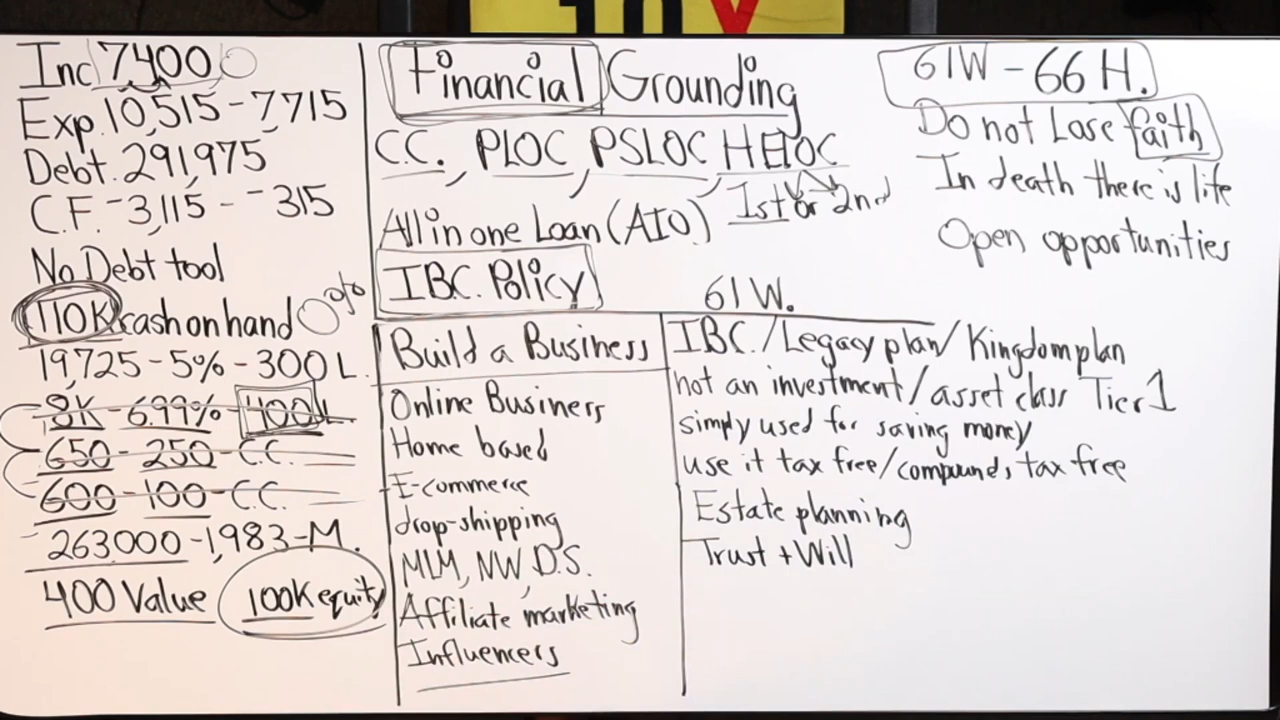 10X
Inc 7400
Exp. 10,515 - 7,715
Debt. 291,975
C.F. -3,115 - -315
No Debt tool
110K cash on hand 0%
19,725 - 5% - 300 L.
8K - 6.99% - 400 L
650 - 250 - C.C.
600 - 100 - C.C.
263000 - 1,983 - M.
400 Value 100K equity
Financial Grounding
C.C., PLOC, PSLOC, HELOC
1st or 2nd
All in one Loan (AIO)
IBC. Policy
Build a Business
Online Business
Home based
E-commerce
drop-shipping
MLM, NW, D.S.
Affiliate marketing
Influencers
61 W.
IBC. / Legacy plan / Kingdom plan
not an investment / asset class Tier 1
simply used for saving money
use it tax free / compounds tax free
Estate planning
Trust + Will
61W - 66 H.
Do not Lose faith
In death there is life
Open opportunities